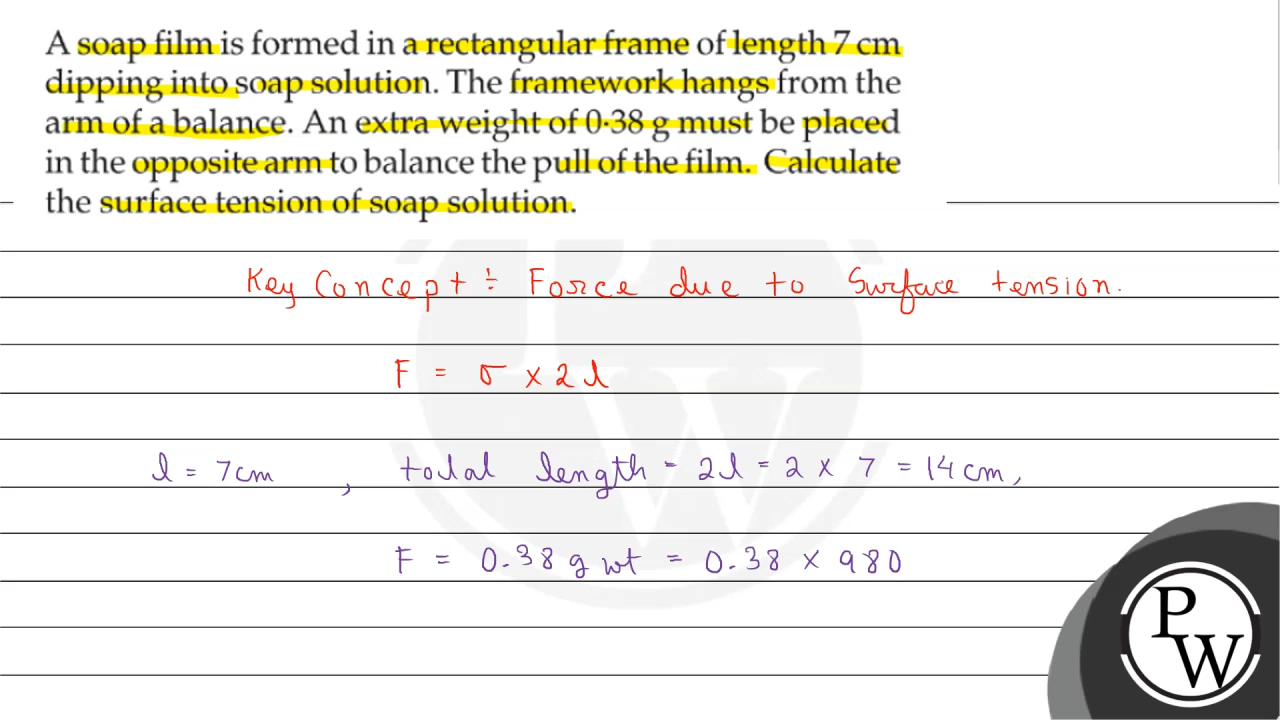 A soap film is formed in a rectangular frame of length 7 cm
dipping into soap solution. The framework hangs from the
arm of a balance. An extra weight of 0·38 g must be placed
in the opposite arm to balance the pull of the film. Calculate
the surface tension of soap solution.
Key Concept ÷ Force due to Surface tension.
F = σ × 2 l
l = 7cm , total length = 2l = 2 × 7 = 14 cm,
F = 0.38 g wt = 0.38 × 980
P
W